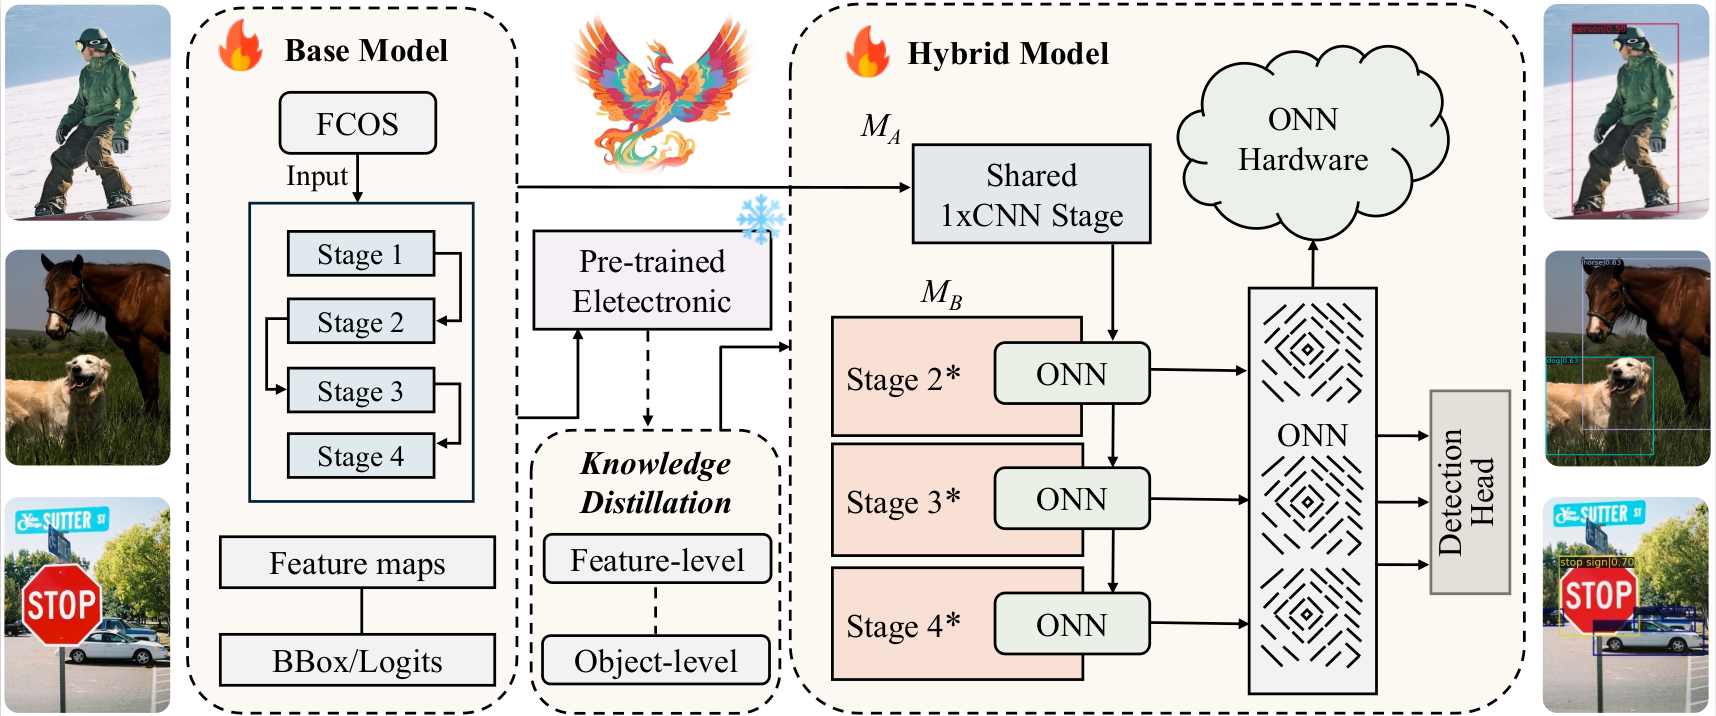 Base Model
FCOS
Input
Stage 1
Stage 2
Stage 3
Stage 4
Feature maps
BBox/Logits
Pre-trained
Eletectronic
Knowledge
Distillation
Feature-level
Object-level
Hybrid Model
M_A
Shared
1xCNN Stage
M_B
Stage 2*
ONN
Stage 3*
ONN
Stage 4*
ONN
ONN
Hardware
ONN
Detection
Head
SUTTER ST
STOP
person|0.59
horse|0.63
dog|0.63
SUTTER ST
stop sign|0.70
STOP